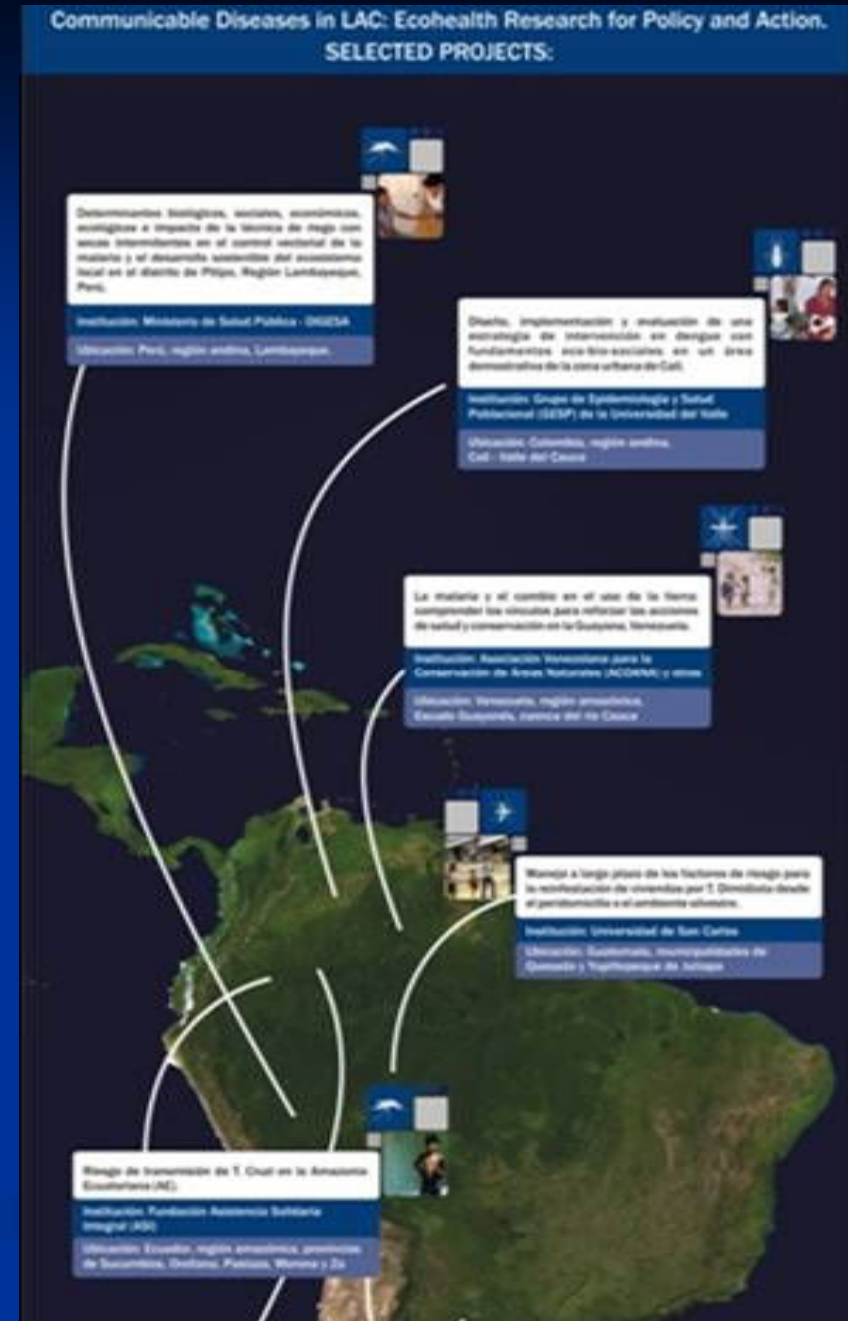 Communicable Diseases in LAC: Ecohealth Research for Policy and Action.
SELECTED PROJECTS:
Determinantes biológicos, sociales, económicos,
ecológicos e impacto de la técnica de riego con
secas intermitentes en el control vectorial de la
malaria y el desarrollo sostenible del ecosistema
local en el distrito de Pítipo, Región Lambayeque,
Perú.
Institución: Ministerio de Salud Pública - DIGESA
Ubicación: Perú, región andina, Lambayeque.
Diseño, implementación y evaluación de una
estrategia de intervención en dengue con
fundamentos eco-bio-sociales en un área
demostrativa de la zona urbana de Cali.
Institución: Grupo de Epidemiología y Salud
Poblacional (GESP) de la Universidad del Valle
Ubicación: Colombia, región andina,
Cali - Valle del Cauca
La malaria y el cambio en el uso de la tierra:
comprender los vínculos para reforzar las acciones
de salud y conservación en la Guayana, Venezuela.
Institución: Asociación Venezolana para la
Conservación de Áreas Naturales (ACOANA) y otros
Ubicación: Venezuela, región amazónica,
Escudo Guayanés, cuenca del río Caura
Manejo a largo plazo de los factores de riesgo para
la reinfestación de viviendas por T. Dimidiata desde
el peridomicilio o el ambiente silvestre.
Institución: Universidad de San Carlos
Ubicación: Guatemala, municipalidades de
Quesada y Yupiltepeque de Jutiapa
Riesgo de transmisión de T. Cruzi en la Amazonía
Ecuatoriana (AE).
Institución: Fundación Asistencia Solidaria
Integral (ASI)
Ubicación: Ecuador, región amazónica, provincias
de Sucumbíos, Orellana, Pastaza, Morona y Za